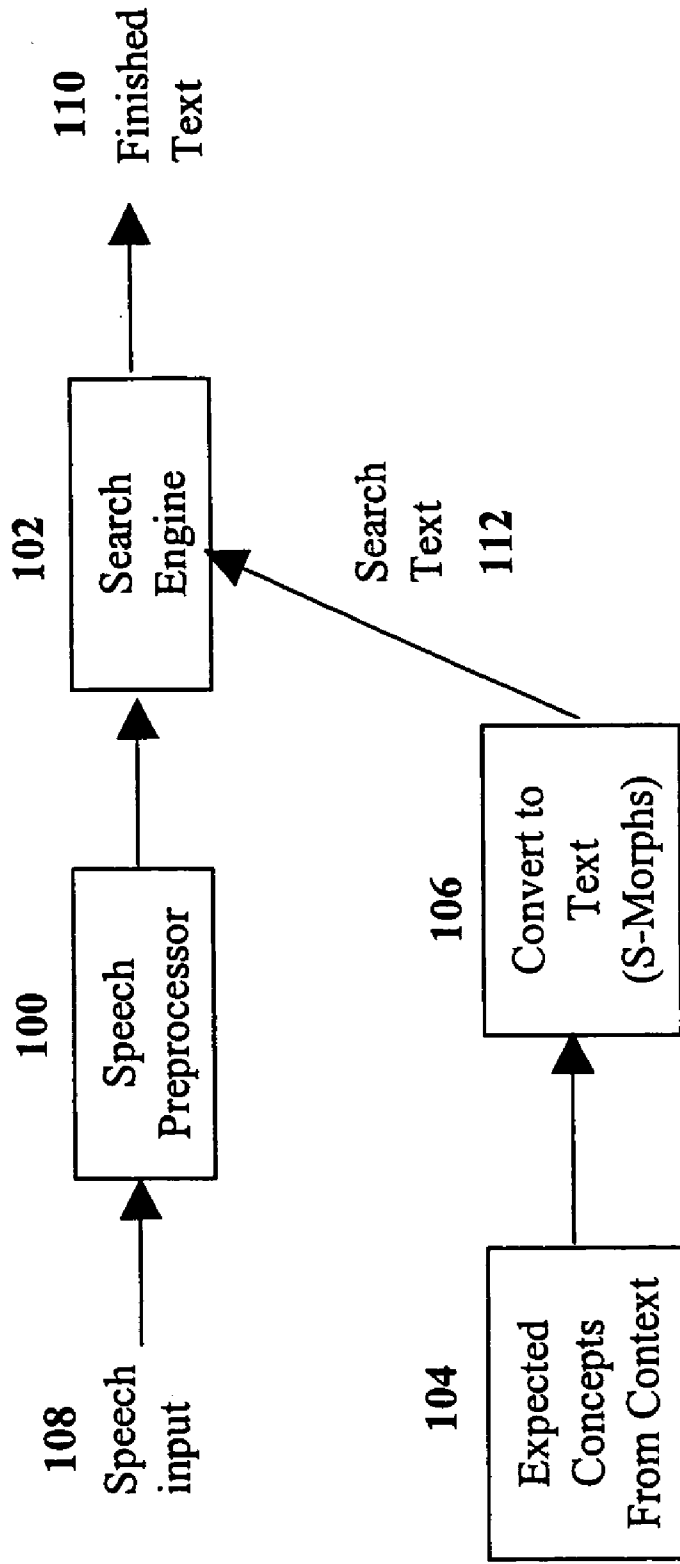 108
Speech
input
100
Speech
Preprocessor
102
Search
Engine
110
Finished
Text
104
Expected
Concepts
From Context
106
Convert to
Text
(S-Morphs)
Search
Text
112